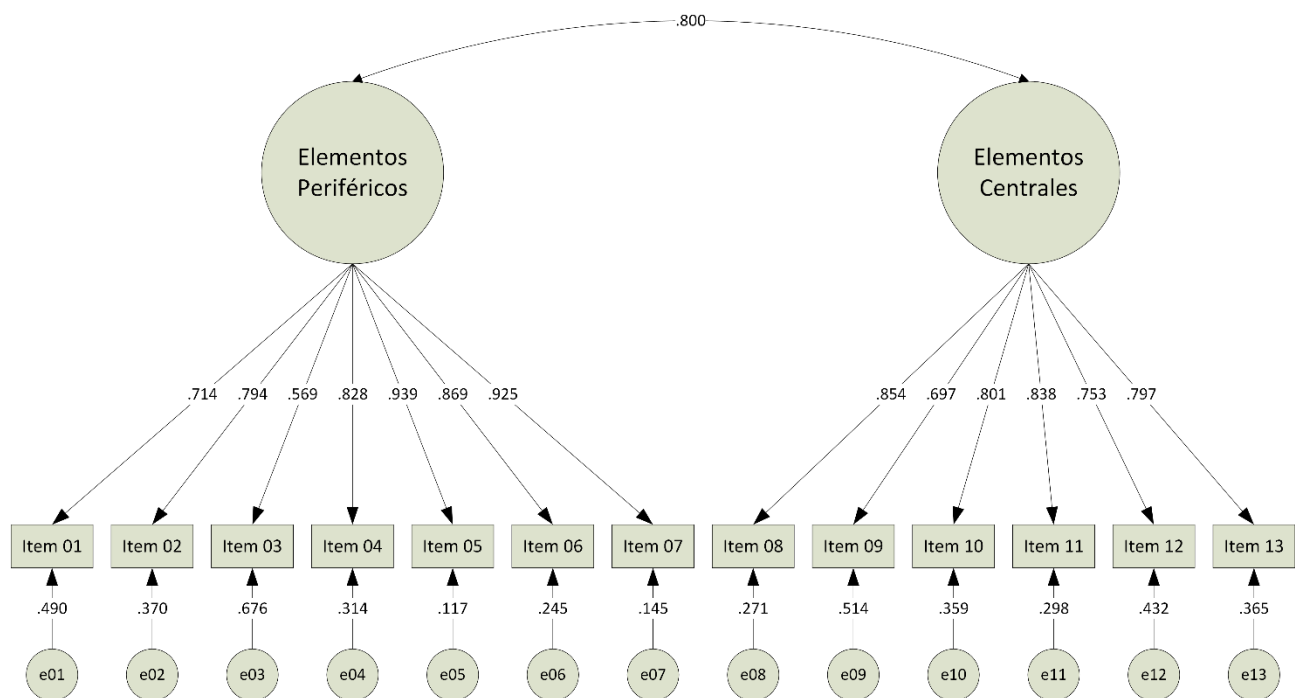 .800
Elementos
Periféricos
Elementos
Centrales
.714 .794 .569 .828 .939 .869 .925 .854 .697 .801 .838 .753 .797
Item 01 Item 02 Item 03 Item 04 Item 05 Item 06 Item 07 Item 08 Item 09 Item 10 Item 11 Item 12 Item 13
.490 .370 .676 .314 .117 .245 .145 .271 .514 .359 .298 .432 .365
e01 e02 e03 e04 e05 e06 e07 e08 e09 e10 e11 e12 e13